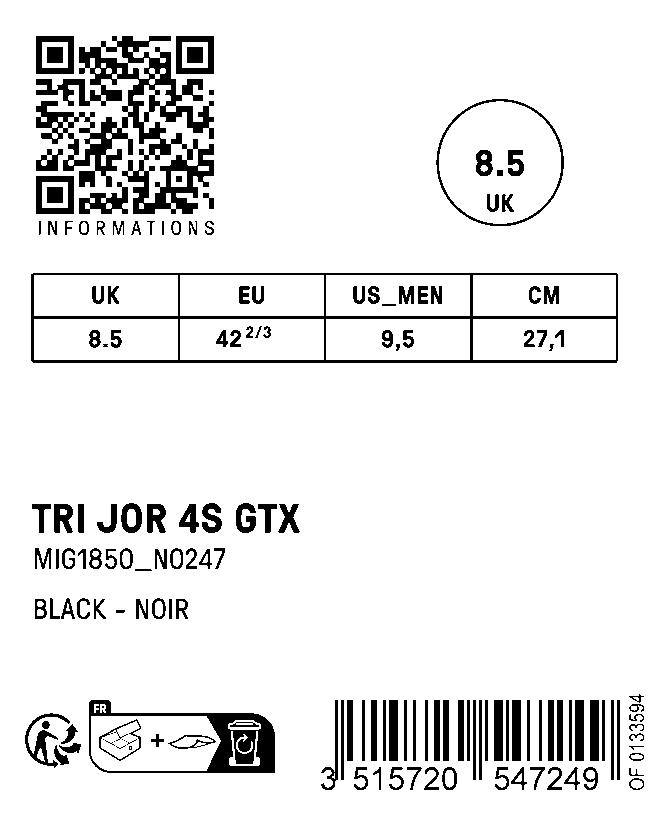 INFORMATIONS
8.5
UK
UK EU US_MEN CM
8.5 42 2/3 9,5 27,1
TRI JOR 4S GTX
MIG1850_N0247
BLACK - NOIR
FR
3 515720 547249
OF 0133594